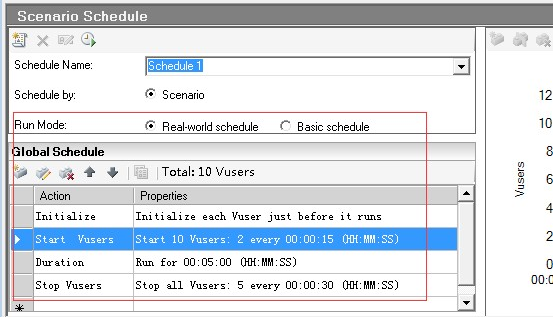 Scenario Schedule
Schedule Name: Schedule 1
Schedule by: Scenario
Run Mode: Real-world schedule Basic schedule
Global Schedule
Total: 10 Vusers
Action Properties
Initialize Initialize each Vuser just before it runs
Start Vusers Start 10 Vusers: 2 every 00:00:15 (HH:MM:SS)
Duration Run for 00:05:00 (HH:MM:SS)
Stop Vusers Stop all Vusers: 5 every 00:00:30 (HH:MM:SS)
Vusers
12
10
8
6
4
2
0
00:0